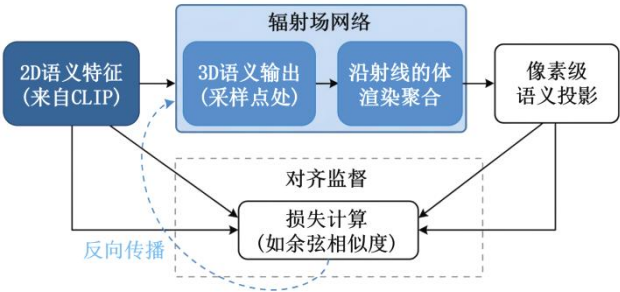 辐射场网络
2D语义特征
(来自CLIP)
3D语义输出
(采样点处)
沿射线的体
渲染聚合
像素级
语义投影
对齐监督
损失计算
(如余弦相似度)
反向传播